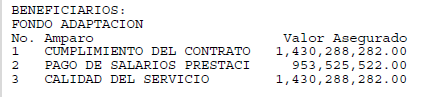 BENEFICIARIOS:
FONDO ADAPTACION
No. Amparo Valor Asegurado
1 CUMPLIMIENTO DEL CONTRATO 1,430,288,282.00
2 PAGO DE SALARIOS PRESTACI 953,525,522.00
3 CALIDAD DEL SERVICIO 1,430,288,282.00